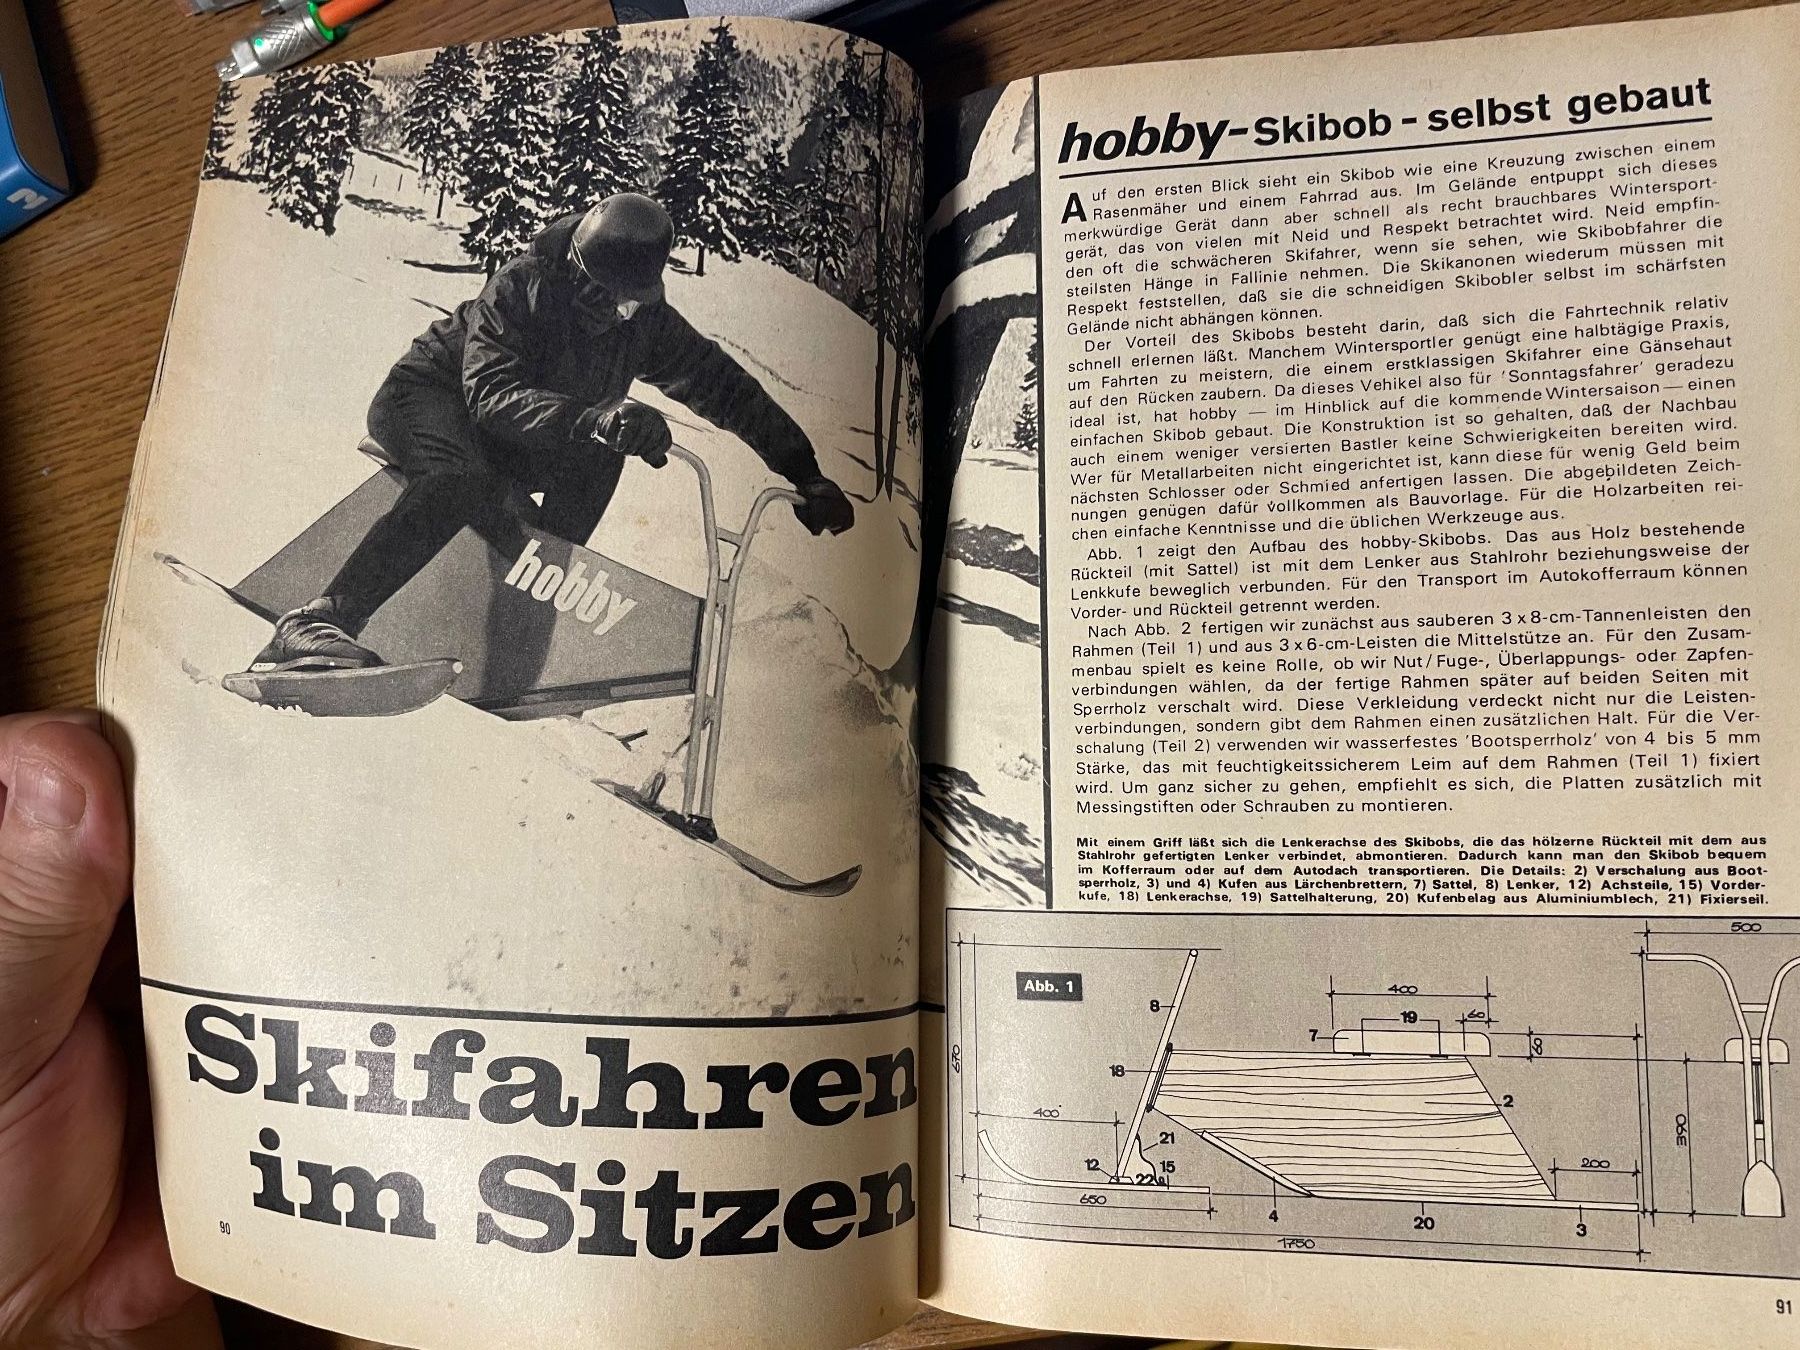 hobby
Skifahren
im Sitzen
90
hobby-Skibob - selbst gebaut
Auf den ersten Blick sieht ein Skibob wie eine Kreuzung zwischen einem
Rasenmäher und einem Fahrrad aus. Im Gelände entpuppt sich dieses
merkwürdige Gerät dann aber schnell als recht brauchbares Wintersport-
gerät, das von vielen mit Neid und Respekt betrachtet wird. Neid empfin-
den oft die schwächeren Skifahrer, wenn sie sehen, wie Skibobfahrer die
steilsten Hänge in Fallinie nehmen. Die Skikanonen wiederum müssen mit
Respekt feststellen, daß sie die schneidigen Skibobler selbst im schärfsten
Gelände nicht abhängen können.
Der Vorteil des Skibobs besteht darin, daß sich die Fahrtechnik relativ
schnell erlernen läßt. Manchem Wintersportler genügt eine halbtägige Praxis,
um Fahrten zu meistern, die einem erstklassigen Skifahrer eine Gänsehaut
auf den Rücken zaubern. Da dieses Vehikel also für 'Sonntagsfahrer' geradezu
ideal ist, hat hobby — im Hinblick auf die kommende Wintersaison — einen
einfachen Skibob gebaut. Die Konstruktion ist so gehalten, daß der Nachbau
auch einem weniger versierten Bastler keine Schwierigkeiten bereiten wird.
Wer für Metallarbeiten nicht eingerichtet ist, kann diese für wenig Geld beim
nächsten Schlosser oder Schmied anfertigen lassen. Die abgebildeten Zeich-
nungen genügen dafür vollkommen als Bauvorlage. Für die Holzarbeiten rei-
chen einfache Kenntnisse und die üblichen Werkzeuge aus.
Abb. 1 zeigt den Aufbau des hobby-Skibobs. Das aus Holz bestehende
Rückteil (mit Sattel) ist mit dem Lenker aus Stahlrohr beziehungsweise der
Lenkkufe beweglich verbunden. Für den Transport im Autokofferraum können
Vorder- und Rückteil getrennt werden.
Nach Abb. 2 fertigen wir zunächst aus sauberen 3 x 8-cm-Tannenleisten den
Rahmen (Teil 1) und aus 3 x 6-cm-Leisten die Mittelstütze an. Für den Zusam-
menbau spielt es keine Rolle, ob wir Nut/Fuge-, Überlappungs- oder Zapfen-
verbindungen wählen, da der fertige Rahmen später auf beiden Seiten mit
Sperrholz verschalt wird. Diese Verkleidung verdeckt nicht nur die Leisten-
verbindungen, sondern gibt dem Rahmen einen zusätzlichen Halt. Für die Ver-
schalung (Teil 2) verwenden wir wasserfestes 'Bootsperrholz' von 4 bis 5 mm
Stärke, das mit feuchtigkeitssicherem Leim auf dem Rahmen (Teil 1) fixiert
wird. Um ganz sicher zu gehen, empfiehlt es sich, die Platten zusätzlich mit
Messingstiften oder Schrauben zu montieren.
Mit einem Griff läßt sich die Lenkerachse des Skibobs, die das hölzerne Rückteil mit dem aus
Stahlrohr gefertigten Lenker verbindet, abmontieren. Dadurch kann man den Skibob bequem
im Kofferraum oder auf dem Autodach transportieren. Die Details: 2) Verschalung aus Boot-
sperrholz, 3) und 4) Kufen aus Lärchenbrettern, 7) Sattel, 8) Lenker, 12) Achsteile, 15) Vorder-
kufe, 18) Lenkerachse, 19) Sattelhalterung, 20) Kufenbelag aus Aluminiumblech, 21) Fixierseil.
Abb. 1
500
400
8
19
60
7
60
670
18
2
400
390
21
12
15
22
200
650
4
20
3
1750
91